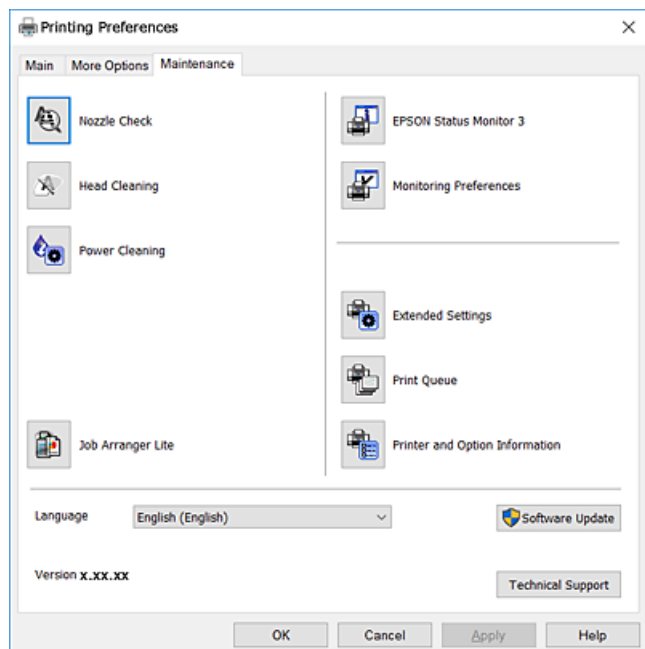 Printing Preferences
Main
More Options
Maintenance
Nozzle Check
Head Cleaning
Power Cleaning
Job Arranger Lite
EPSON Status Monitor 3
Monitoring Preferences
Extended Settings
Print Queue
Printer and Option Information
Language
English (English)
Software Update
Version x.xx.xx
Technical Support
OK
Cancel
Apply
Help